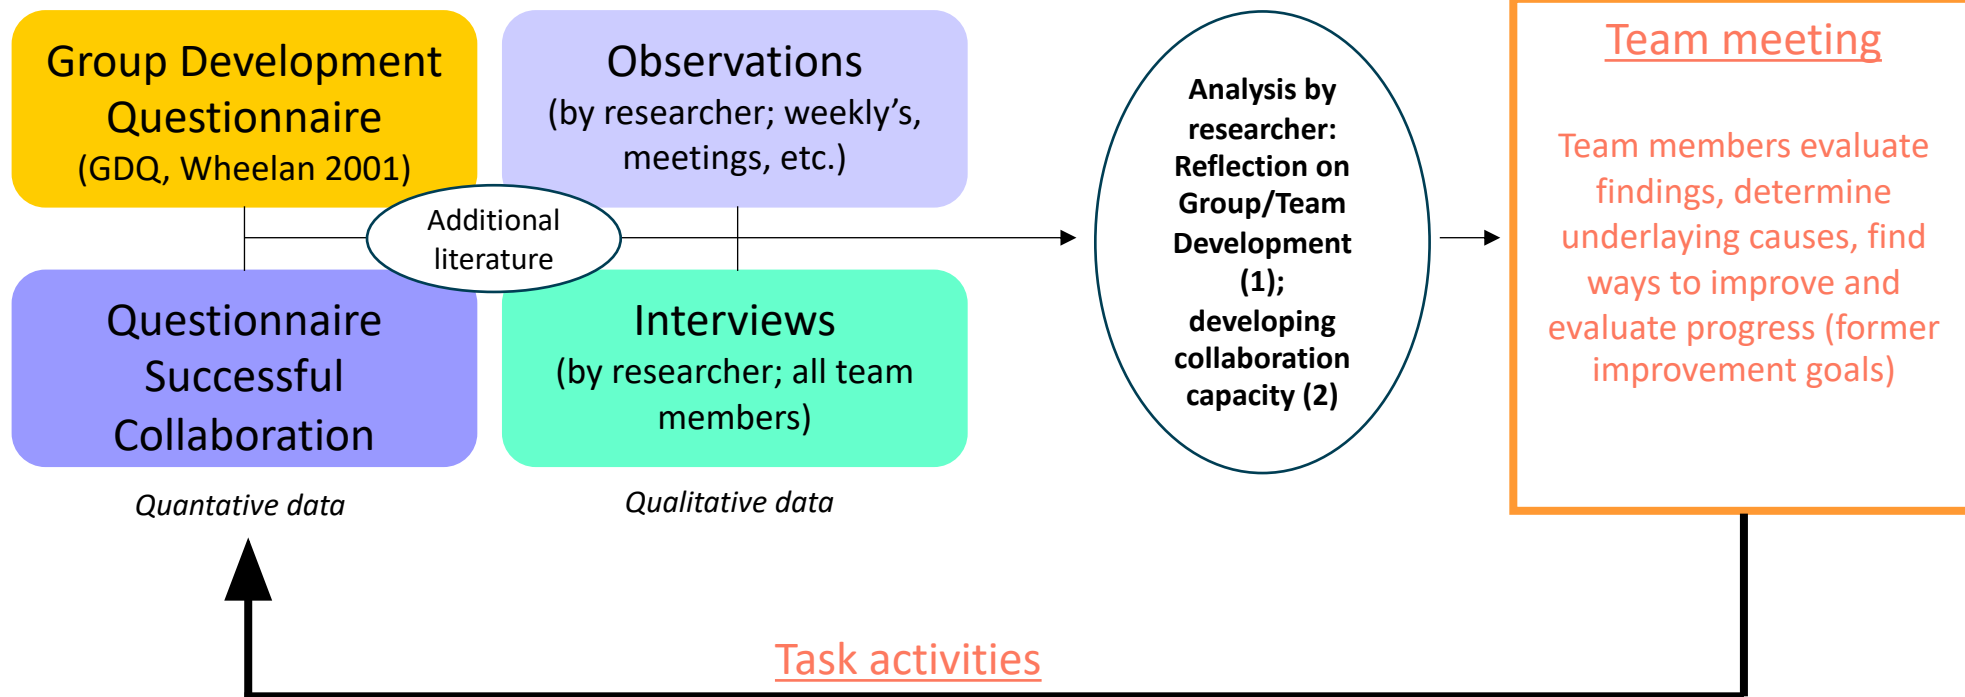 Group Development
Questionnaire
(GDQ, Wheelan 2001)
Observations
(by researcher; weekly's,
meetings, etc.)
Additional
literature
Questionnaire
Successful
Collaboration
Interviews
(by researcher; all team
members)
Quantative data
Qualitative data
Analysis by
researcher:
Reflection on
Group/Team
Development
(1);
developing
collaboration
capacity (2)
Team meeting
Team members evaluate
findings, determine
underlaying causes, find
ways to improve and
evaluate progress (former
improvement goals)
Task activities